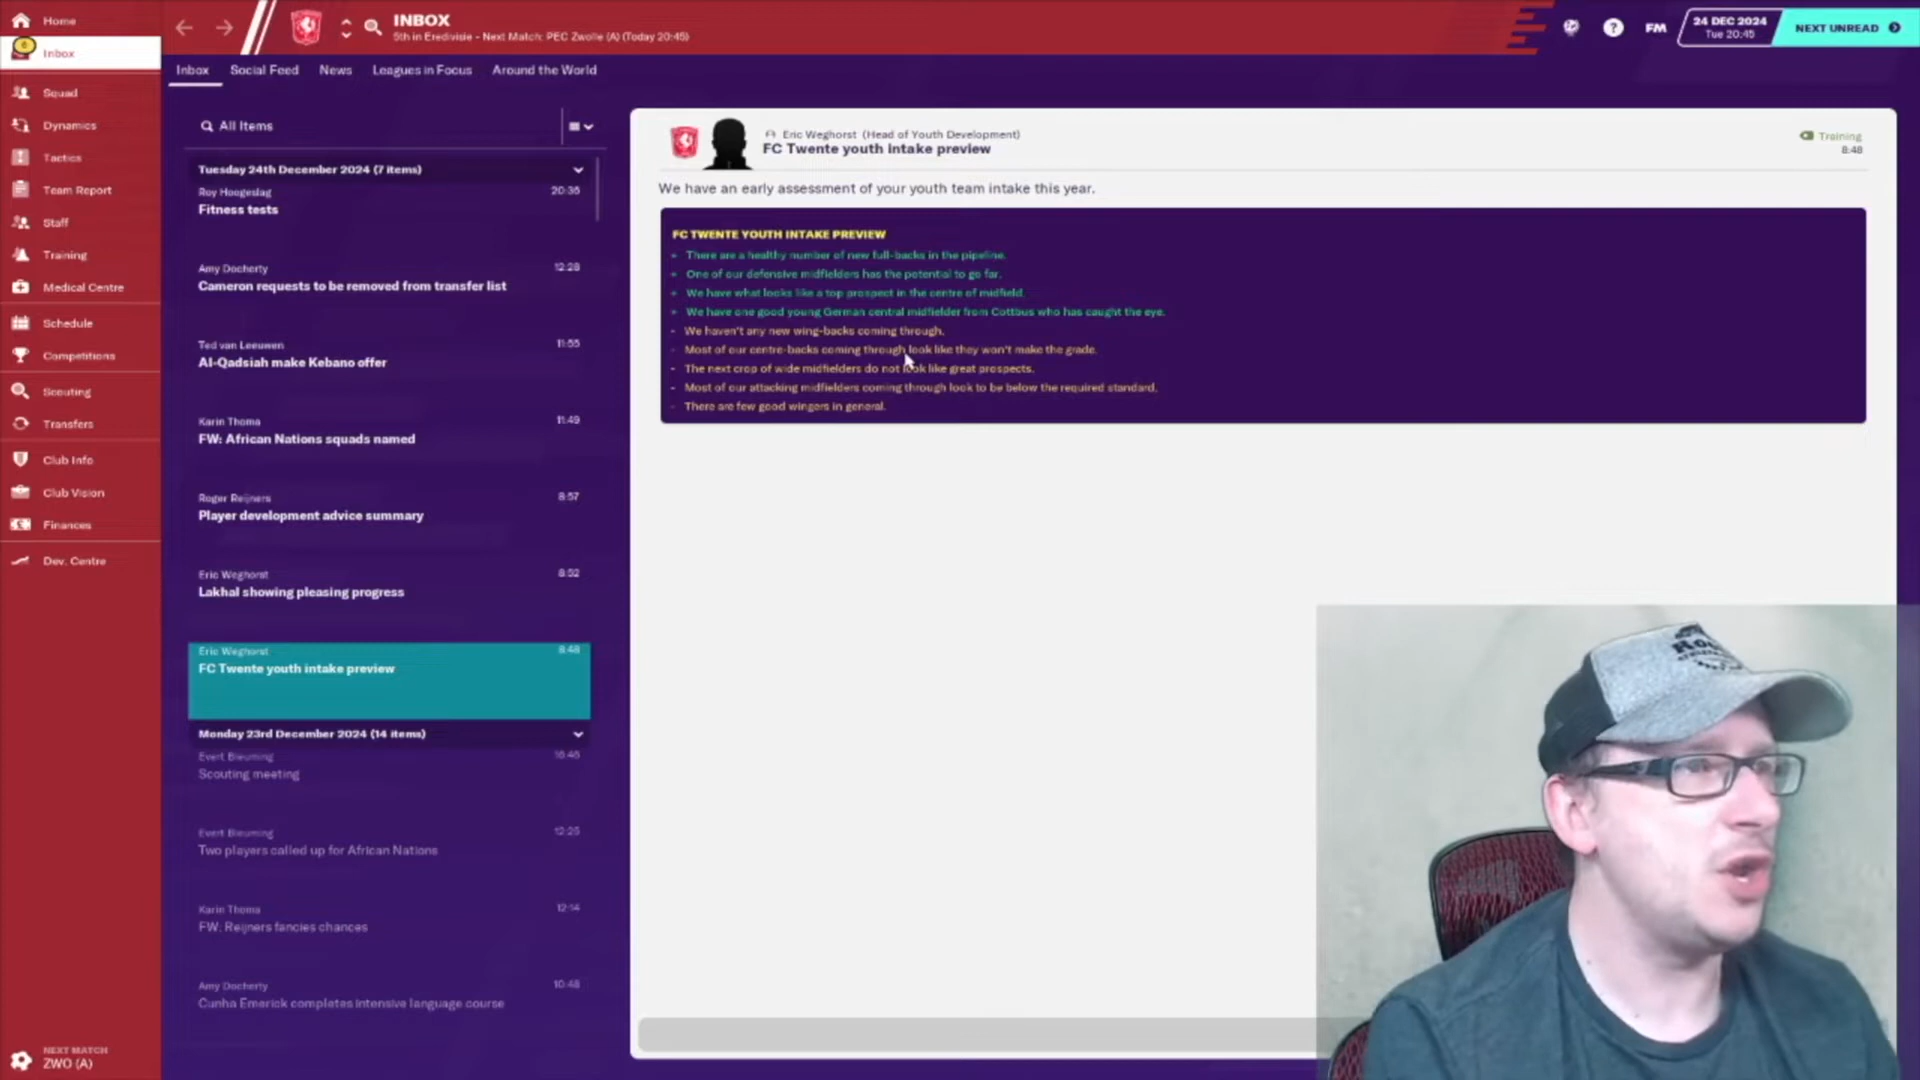 Home
INBOX
5th in Eredivisie - Next Match: PEC Zwolle (A) (Today 20:45)
FM
24 DEC 2024
Tue 20:45
NEXT UNREAD
6
Inbox
Inbox
Social Feed
News
Leagues in Focus
Around the World
Squad
Dynamics
Tactics
Team Report
Staff
Training
Medical Centre
Schedule
Competitions
Scouting
Transfers
Club Info
Club Vision
Finances
Dev. Centre
NEXT MATCH
ZWO (A)
All Items
Tuesday 24th December 2024 (7 items)
Roy Hoogeslag 20:36
Fitness tests
Amy Docherty 12:28
Cameron requests to be removed from transfer list
Ted van Leeuwen 11:55
Al-Qadsiah make Kebano offer
Karin Thoma 11:49
FW: African Nations squads named
Roger Reijners 8:57
Player development advice summary
Eric Weghorst 8:52
Lakhal showing pleasing progress
Eric Weghorst 8:48
FC Twente youth intake preview
Monday 23rd December 2024 (14 items)
Evert Bleuming 16:46
Scouting meeting
Evert Bleuming 12:25
Two players called up for African Nations
Karin Thoma 12:14
FW: Reijners fancies chances
Amy Docherty 10:48
Cunha Emerick completes intensive language course
Eric Weghorst (Head of Youth Development)
FC Twente youth intake preview
Training
8:48
We have an early assessment of your youth team intake this year.
FC TWENTE YOUTH INTAKE PREVIEW
+ There are a healthy number of new full-backs in the pipeline.
+ One of our defensive midfielders has the potential to go far.
+ We have what looks like a top prospect in the centre of midfield.
+ We have one good young German central midfielder from Cottbus who has caught the eye.
- We haven't any new wing-backs coming through.
- Most of our centre-backs coming through look like they won't make the grade.
- The next crop of wide midfielders do not look like great prospects.
- Most of our attacking midfielders coming through look to be below the required standard.
- There are few good wingers in general.